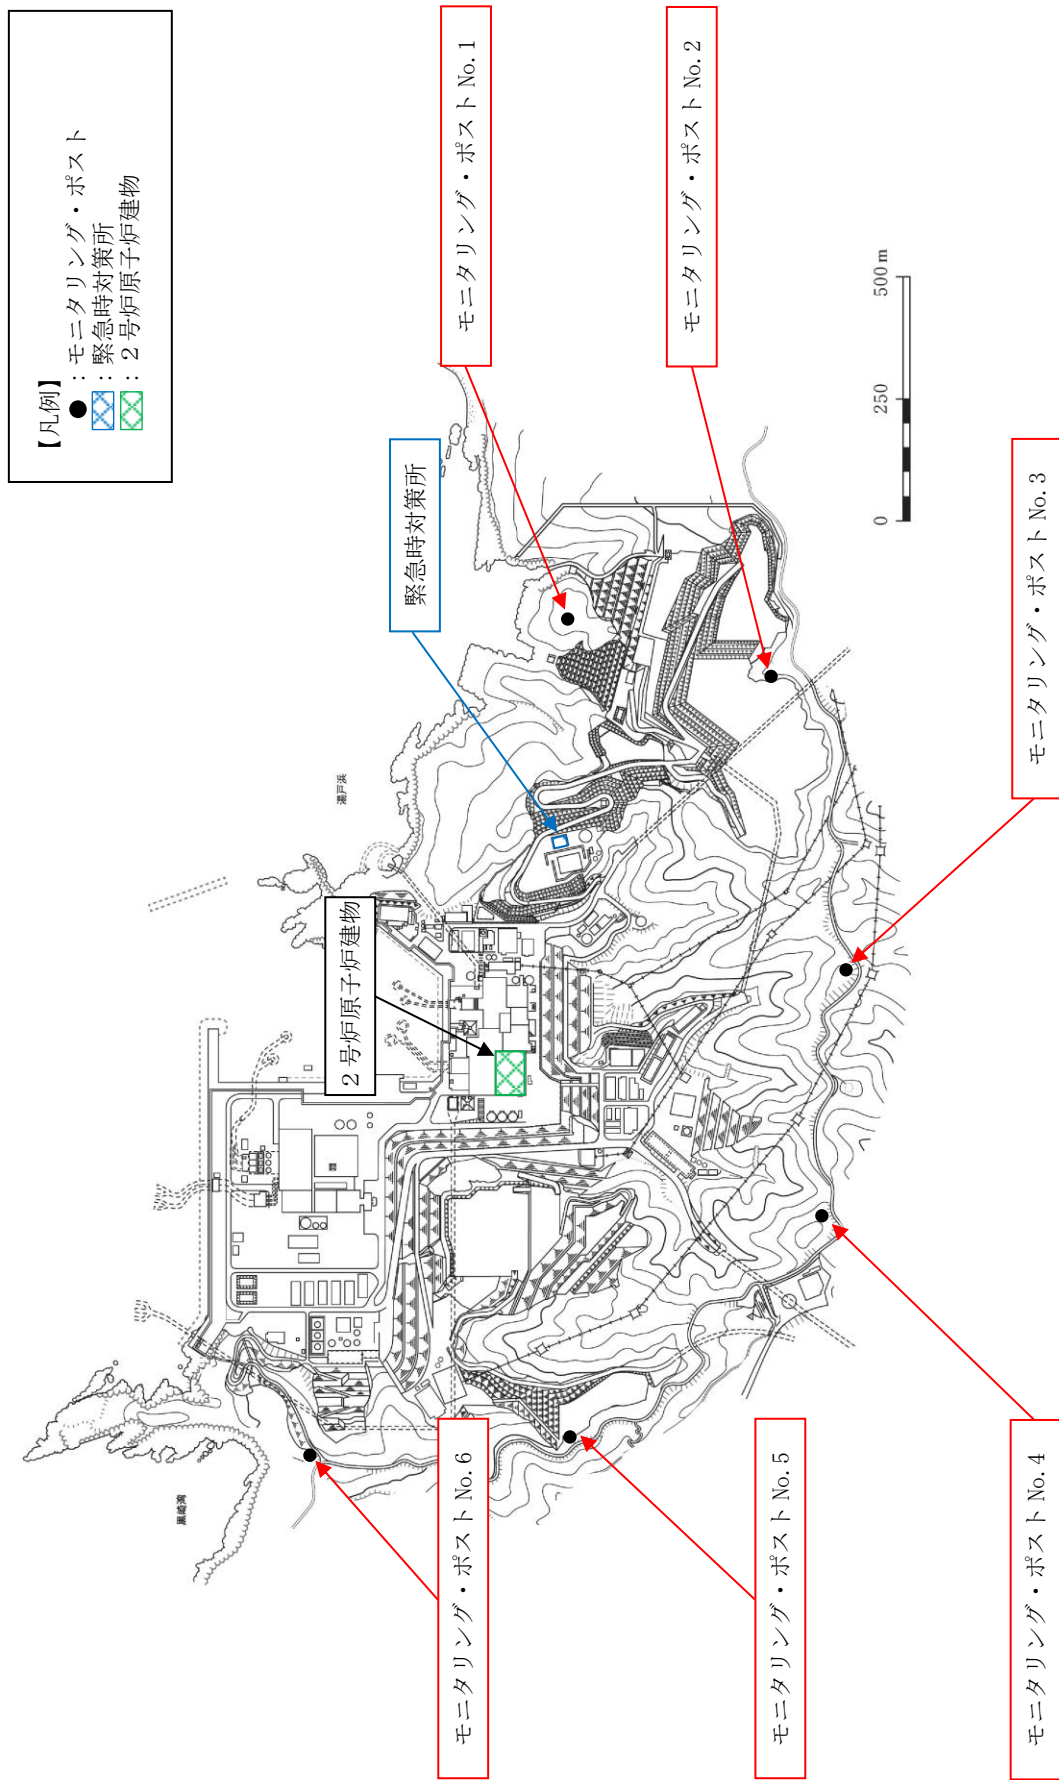 【凡例】
●：モニタリング・ポスト
：緊急時対策所
：２号炉原子炉建物
モニタリング・ポスト No.6
モニタリング・ポスト No.5
モニタリング・ポスト No.4
２号炉原子炉建物
緊急時対策所
モニタリング・ポスト No.1
モニタリング・ポスト No.2
モニタリング・ポスト No.3
0 250 500ｍ